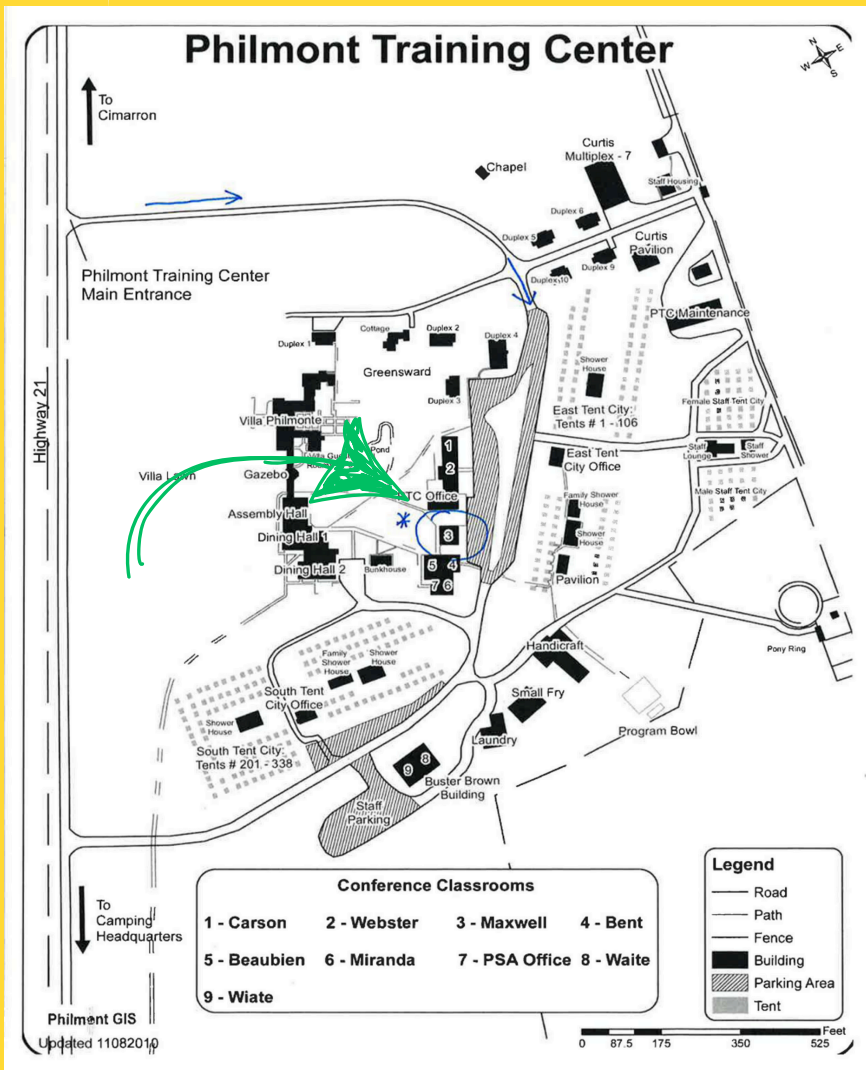 Philmont Training Center
N
E
W
S
To
Cimarron
Chapel
Curtis
Multiplex - 7
Staff Housing
Duplex 6
Duplex 5
Curtis
Pavilion
Duplex 9
Duplex 10
Philmont Training Center
Main Entrance
PTC Maintenance
Cottage
Duplex 2
Duplex 1
Duplex 4
Greensward
Shower
House
Duplex 3
Female Staff Tent City
East Tent City:
Tents # 1 - 106
Highway 21
Villa Philmonte
1
Pond
Staff
Lounge
Staff
Shower
East Tent
City Office
2
Villa Lawn
Gazebo
Male Staff Tent City
Office
Family Shower
House
Assembly Hall
*
3
Shower
House
Dining Hall 1
5
4
Dining Hall 2
Bunkhouse
7
6
Pavilion
Pony Ring
Handicraft
Family
Shower
House
Shower
House
South Tent
City Office
Small Fry
Shower
House
Program Bowl
Laundry
South Tent City:
Tents # 201 - 338
8
9
Buster Brown
Building
Staff
Parking
Legend
Road
Path
Fence
Building
Parking Area
Tent
Conference Classrooms
1 - Carson 2 - Webster 3 - Maxwell 4 - Bent
5 - Beaubien 6 - Miranda 7 - PSA Office 8 - Waite
9 - Wiate
To
Camping
Headquarters
Philmont GIS
Updated 11082010
Feet
0 87.5 175 350 525